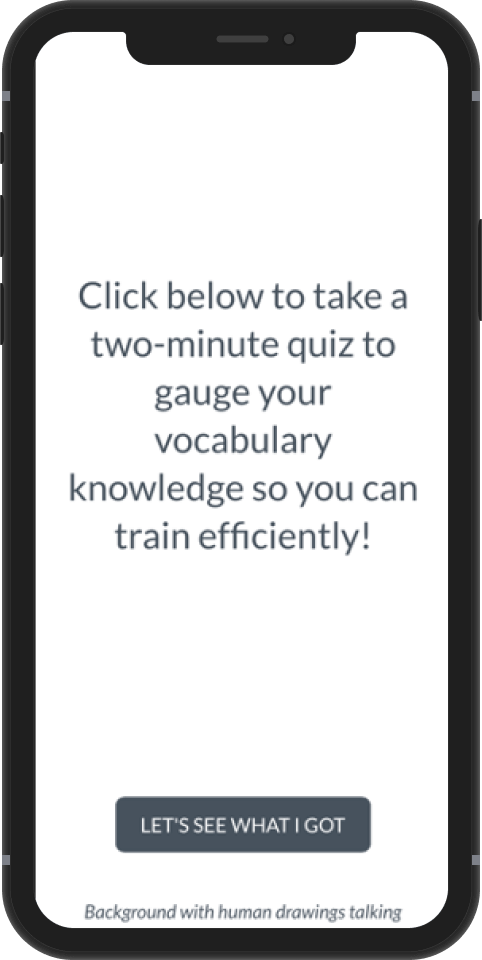 Click below to take a
two-minute quiz to
gauge your
vocabulary
knowledge so you can
train efficiently!
LET'S SEE WHAT I GOT
Background with human drawings talking